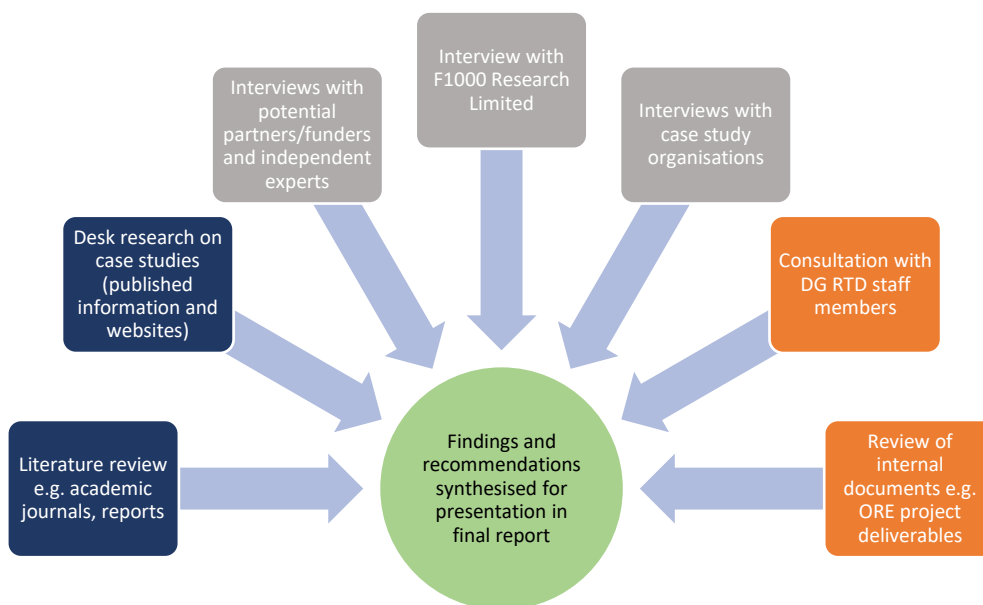 Interview with
F1000 Research
Limited
Interviews with
potential
partners/funders
and independent
experts
Interviews with
case study
organisations
Desk research on
case studies
(published
information and
websites)
Consultation with
DG RTD staff
members
Literature review
e.g. academic
journals, reports
Findings and
recommendations
synthesised for
presentation in
final report
Review of
internal
documents e.g.
ORE project
deliverables